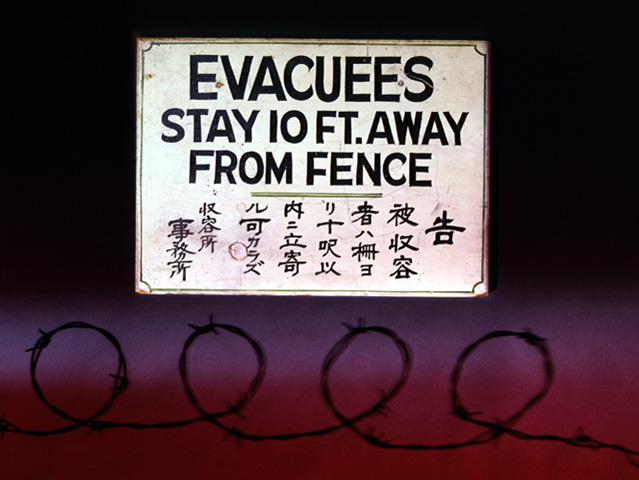 EVACUEES
STAY 10 FT. AWAY
FROM FENCE
告
被収容
者ハ柵ヨ
リ十呎以
内ニ立寄
ル可カラズ
収容所
事務所